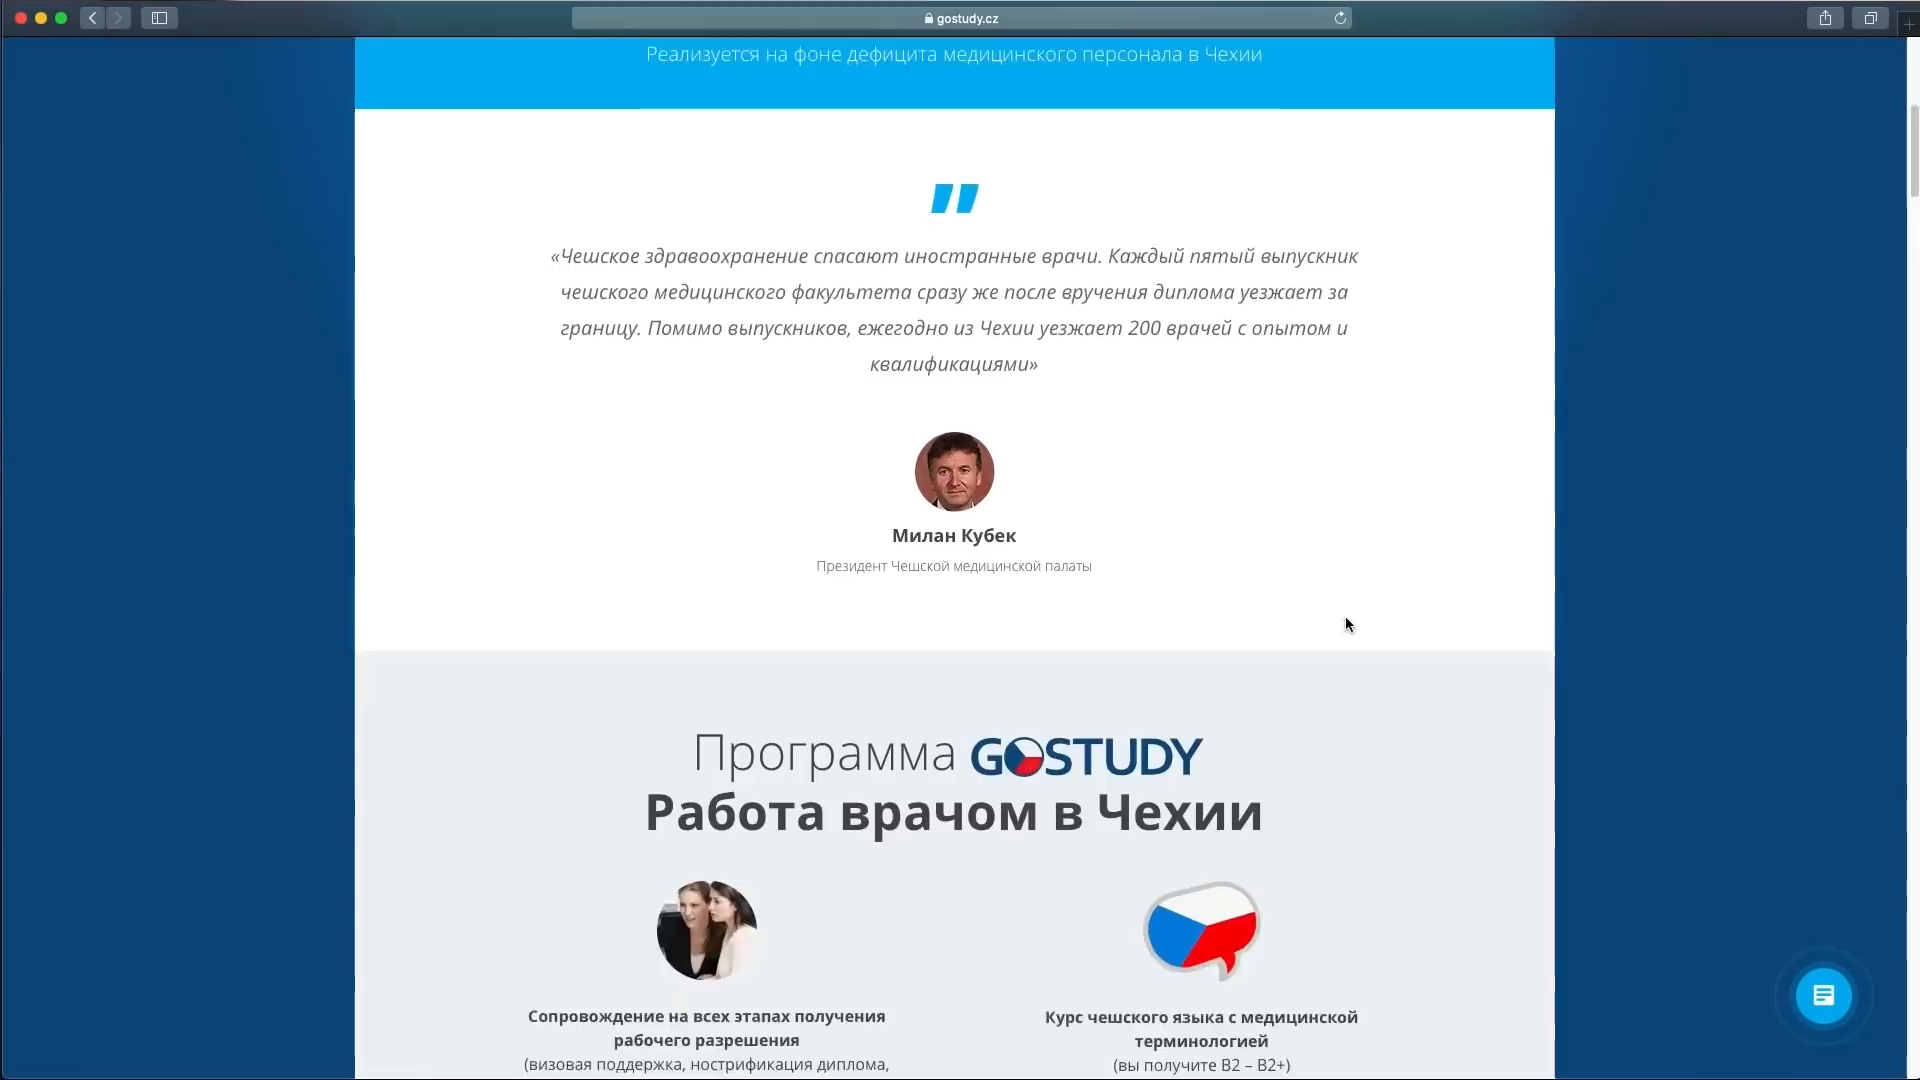 gostudy.cz
Реализуется на фоне дефицита медицинского персонала в Чехии
«Чешское здравоохранение спасают иностранные врачи. Каждый пятый выпускник
чешского медицинского факультета сразу же после вручения диплома уезжает за
границу. Помимо выпускников, ежегодно из Чехии уезжает 200 врачей с опытом и
квалификациями»
Милан Кубек
Президент Чешской медицинской палаты
Программа GOSTUDY
Работа врачом в Чехии
Сопровождение на всех этапах получения
рабочего разрешения
(визовая поддержка, нострификация диплома,
Курс чешского языка с медицинской
терминологией
(вы получите B2 – B2+)